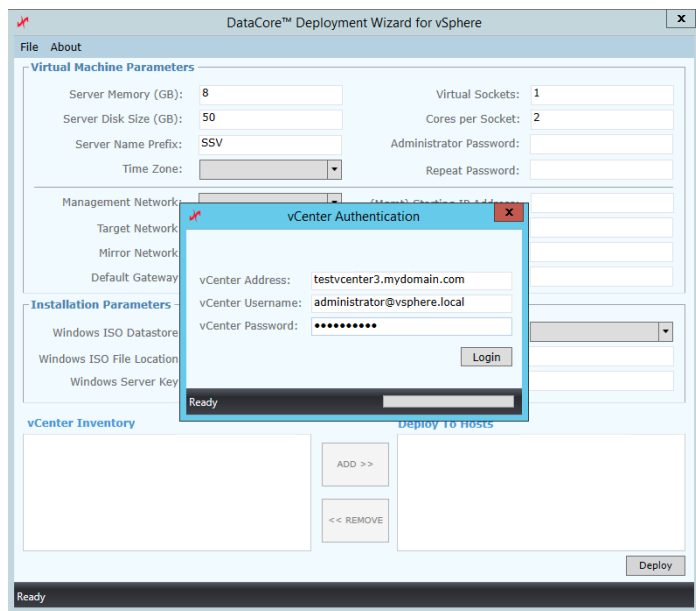 DataCore™ Deployment Wizard for vSphere
x
File About
Virtual Machine Parameters
Server Memory (GB): 8 Virtual Sockets: 1
Server Disk Size (GB): 50 Cores per Socket: 2
Server Name Prefix: SSV Administrator Password:
Time Zone: Repeat Password:
Management Network: (Mgmt) Starting IP Address:
vCenter Authentication
x
Target Network
Mirror Network
Default Gateway
vCenter Address: testvcenter3.mydomain.com
vCenter Username: administrator@vsphere.local
vCenter Password: ●●●●●●●●●●
Login
Ready
Installation Parameters
Windows ISO Datastore
Windows ISO File Location
Windows Server Key
vCenter Inventory Deploy To Hosts
ADD >>
<< REMOVE
Deploy
Ready